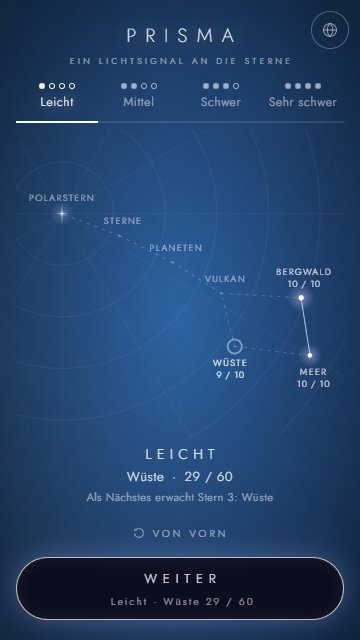 PRISMA
EIN LICHTSIGNAL AN DIE STERNE
Leicht Mittel Schwer Sehr schwer
POLARSTERN
STERNE
PLANETEN
VULKAN
BERGWALD
10 / 10
WÜSTE
9 / 10
MEER
10 / 10
LEICHT
Wüste · 29 / 60
Als Nächstes erwacht Stern 3: Wüste
VON VORN
WEITER
Leicht · Wüste 29 / 60